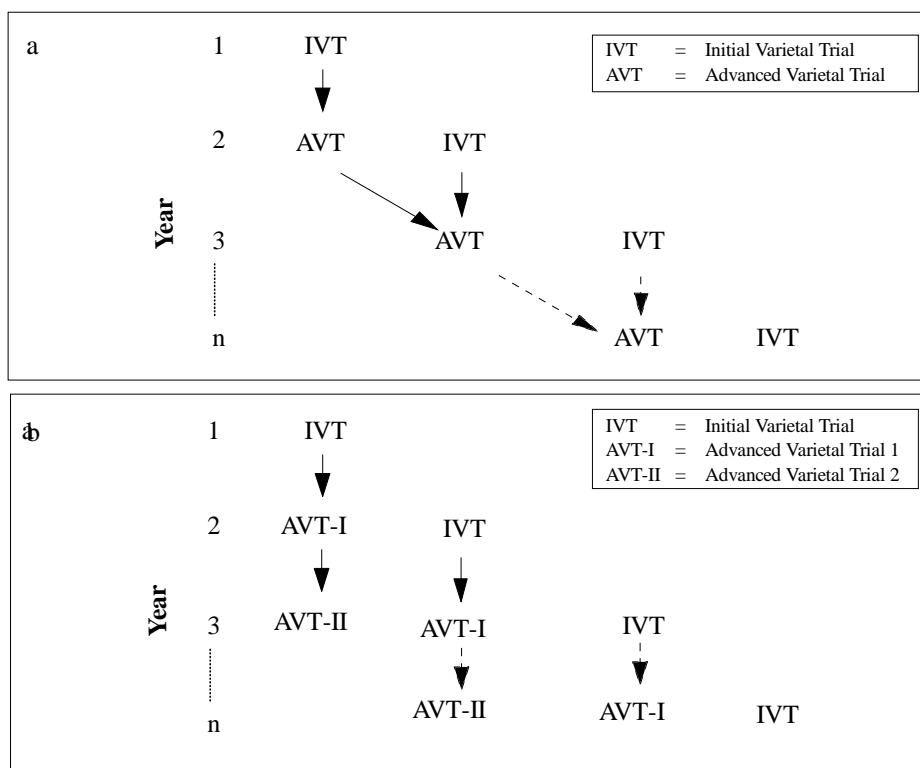 a
1 IVT
IVT = Initial Varietal Trial
AVT = Advanced Varietal Trial
2 AVT IVT
Year
3 AVT IVT
n AVT IVT
b
1 IVT
IVT = Initial Varietal Trial
AVT-I = Advanced Varietal Trial 1
AVT-II = Advanced Varietal Trial 2
2 AVT-I IVT
Year
3 AVT-II AVT-I IVT
n AVT-II AVT-I IVT